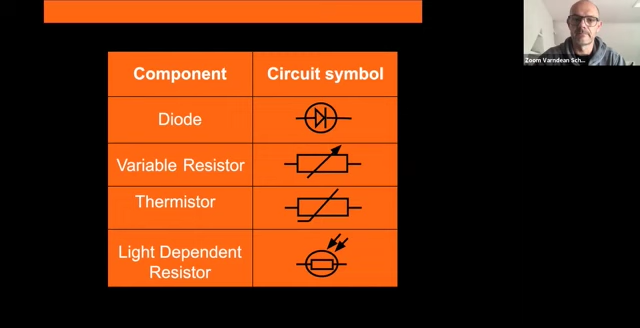 Component Circuit symbol
Diode
Variable Resistor
Thermistor
Light Dependent
Resistor
Zoom Varndean Sch...